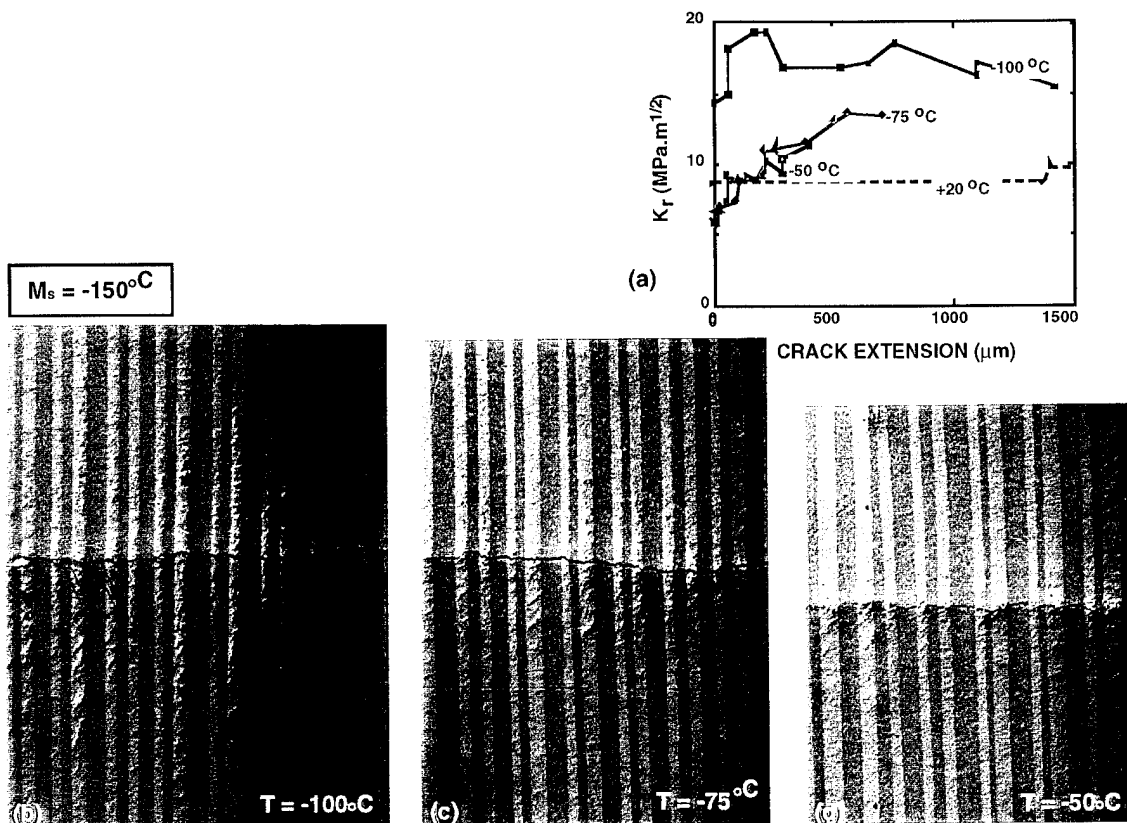 20
10
0
K_r (MPa.m^1/2)
-100 °C
-75 °C
-50 °C
+20 °C
(a)
0 500 1000 1500
CRACK EXTENSION (μm)
Ms = -150°C
(b) T = -100°C
(c) T = -75°C
T = -50°C